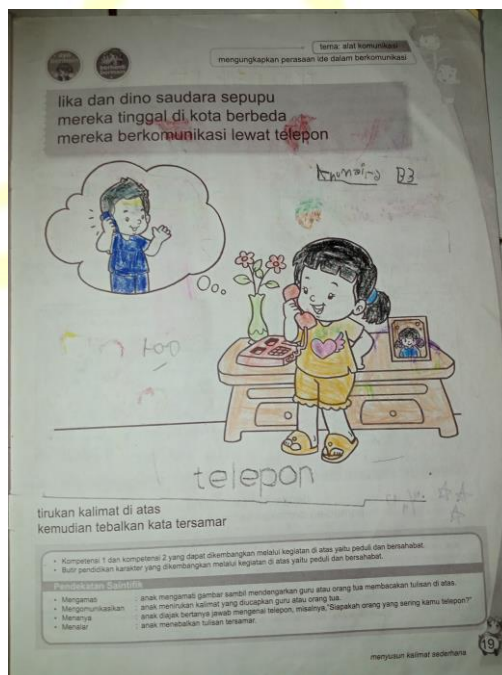 tema: alat komunikasi
mengungkapkan perasaan ide dalam berkomunikasi
lika dan dino saudara sepupu
mereka tinggal di kota berbeda
mereka berkomunikasi lewat telepon
B3
100
telepon
tirukan kalimat di atas
kemudian tebalkan kata tersamar
• Kompetensi 1 dan kompetensi 2 yang dapat dikembangkan melalui kegiatan di atas yaitu peduli dan bersahabat.
• Butir pendidikan karakter yang dikembangkan melalui kegiatan di atas yaitu peduli dan bersahabat.
Pendekatan Saintifik
• Mengamati : anak mengamati gambar sambil mendengarkan guru atau orang tua membacakan tulisan di atas.
• Mengomunikasikan : anak menirukan kalimat yang diucapkan guru atau orang tua.
• Menanya : anak diajak bertanya jawab mengenai telepon, misalnya,"Siapakah orang yang sering kamu telepon?"
• Menalar : anak menebalkan tulisan tersamar.
menyusun kalimat sederhana
19